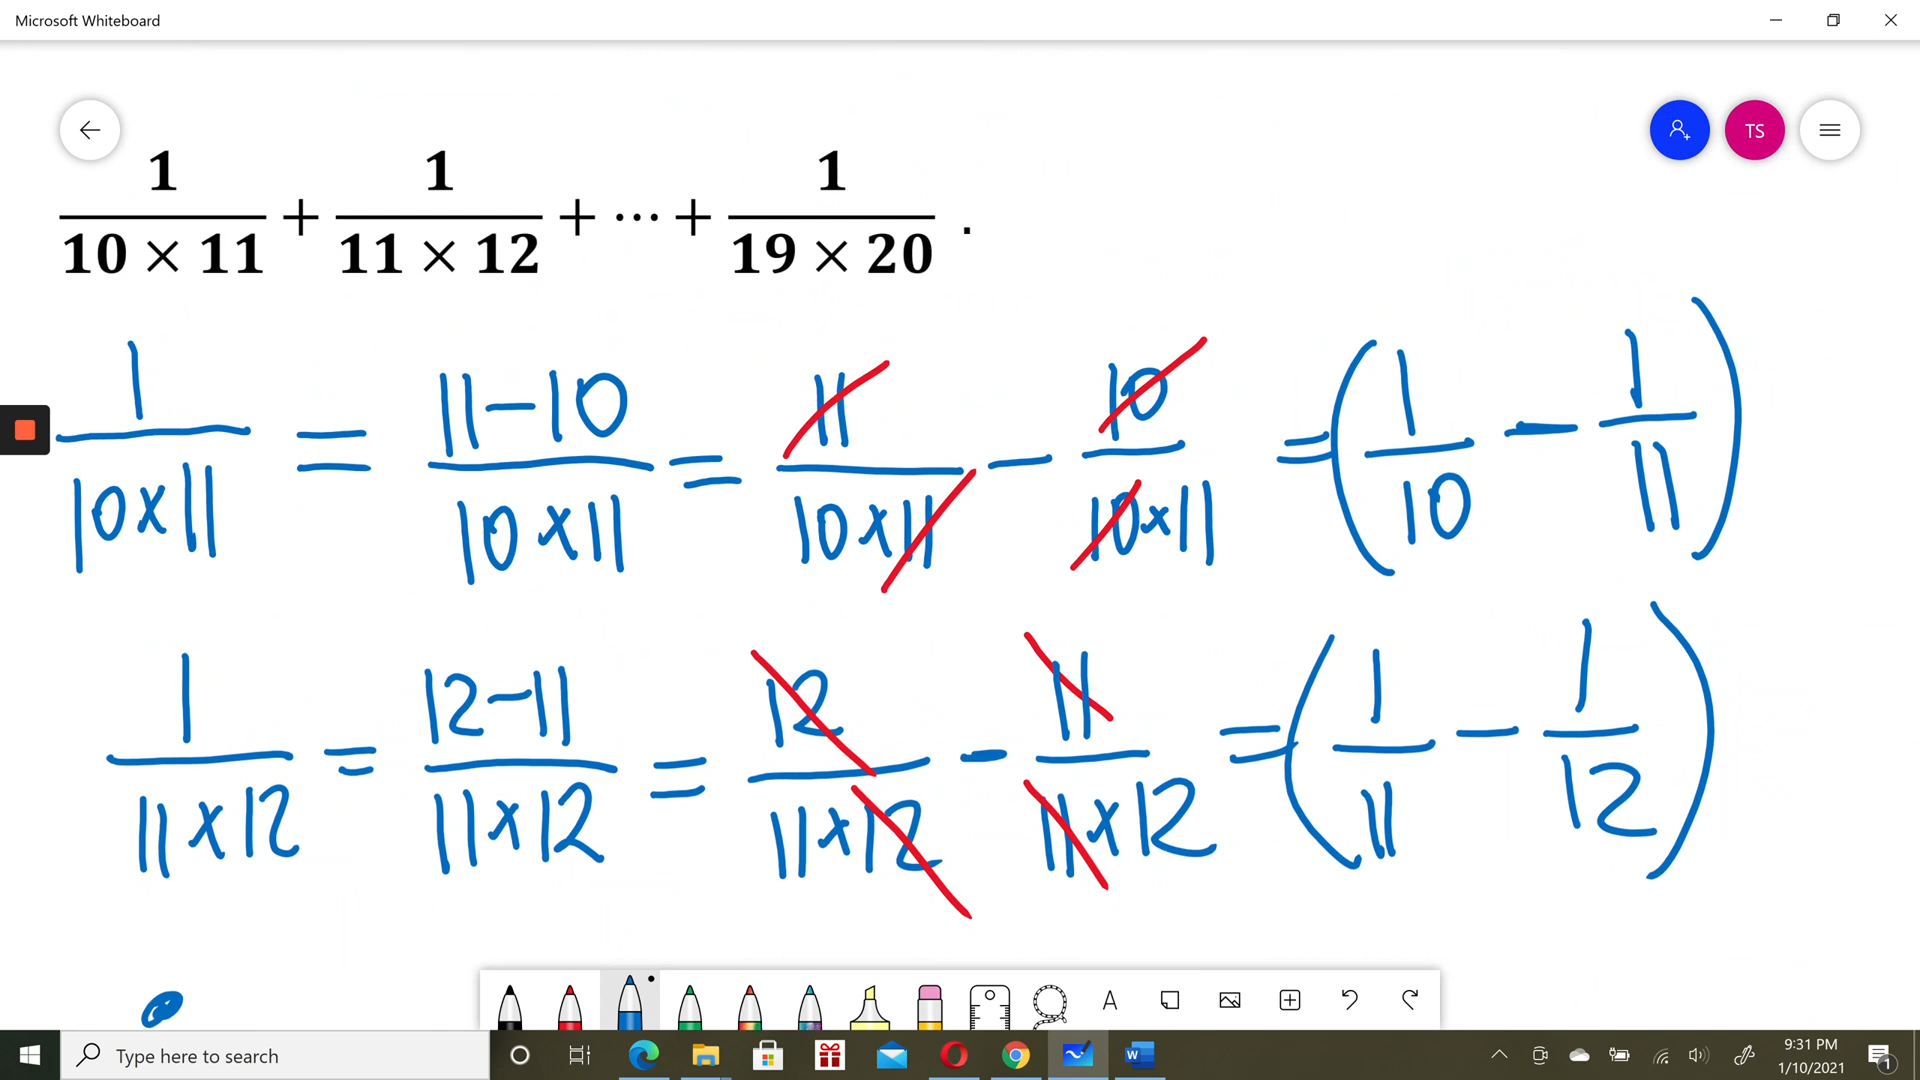 Microsoft Whiteboard
TS
1/(10 × 11) + 1/(11 × 12) + ⋯ + 1/(19 × 20) .
1/(10×11) = (11-10)/(10×11) = 11/(10×11) - 10/(10×11) = (1/10 - 1/11)
1/(11×12) = (12-11)/(11×12) = 12/(11×12) - 11/(11×12) = (1/11 - 1/12)
A
Type here to search
W
9:31 PM
1/10/2021
1